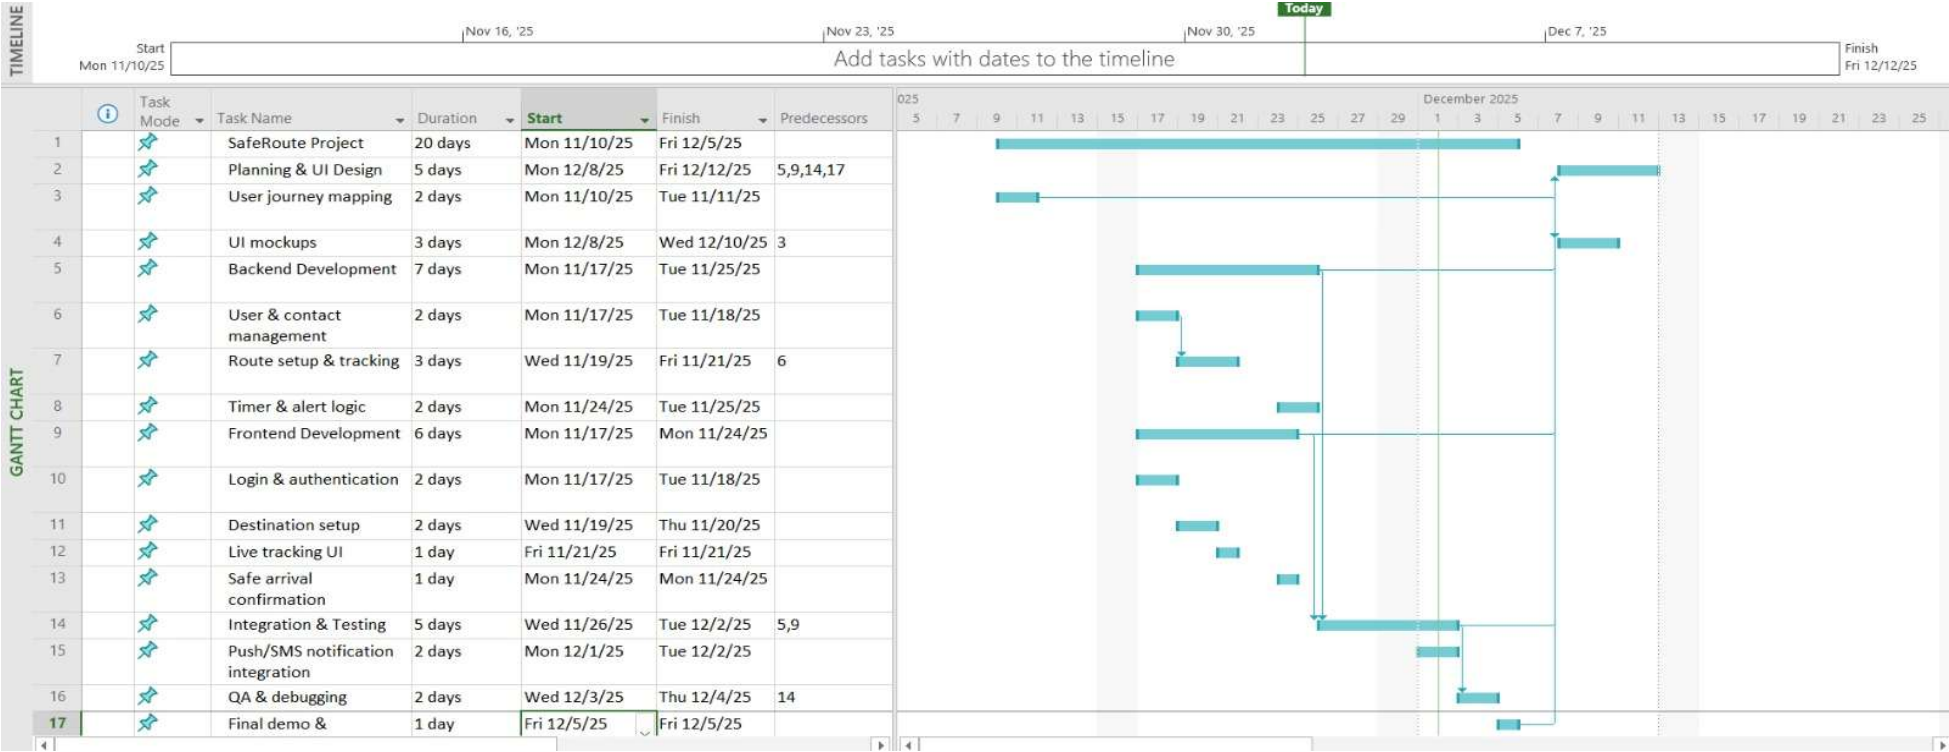 TIMELINE
Today
Nov 16, '25 Nov 23, '25 Nov 30, '25 Dec 7, '25
Start
Mon 11/10/25
Add tasks with dates to the timeline
Finish
Fri 12/12/25
GANTT CHART
Task Mode Task Name Duration Start Finish Predecessors
025 December 2025
5 7 9 11 13 15 17 19 21 23 25 27 29 1 3 5 7 9 11 13 15 17 19 21 23 25
1 SafeRoute Project 20 days Mon 11/10/25 Fri 12/5/25
2 Planning & UI Design 5 days Mon 12/8/25 Fri 12/12/25 5,9,14,17
3 User journey mapping 2 days Mon 11/10/25 Tue 11/11/25
4 UI mockups 3 days Mon 12/8/25 Wed 12/10/25 3
5 Backend Development 7 days Mon 11/17/25 Tue 11/25/25
6 User & contact 2 days Mon 11/17/25 Tue 11/18/25
management
7 Route setup & tracking 3 days Wed 11/19/25 Fri 11/21/25 6
8 Timer & alert logic 2 days Mon 11/24/25 Tue 11/25/25
9 Frontend Development 6 days Mon 11/17/25 Mon 11/24/25
10 Login & authentication 2 days Mon 11/17/25 Tue 11/18/25
11 Destination setup 2 days Wed 11/19/25 Thu 11/20/25
12 Live tracking UI 1 day Fri 11/21/25 Fri 11/21/25
13 Safe arrival 1 day Mon 11/24/25 Mon 11/24/25
confirmation
14 Integration & Testing 5 days Wed 11/26/25 Tue 12/2/25 5,9
15 Push/SMS notification 2 days Mon 12/1/25 Tue 12/2/25
integration
16 QA & debugging 2 days Wed 12/3/25 Thu 12/4/25 14
17 Final demo & 1 day Fri 12/5/25 Fri 12/5/25